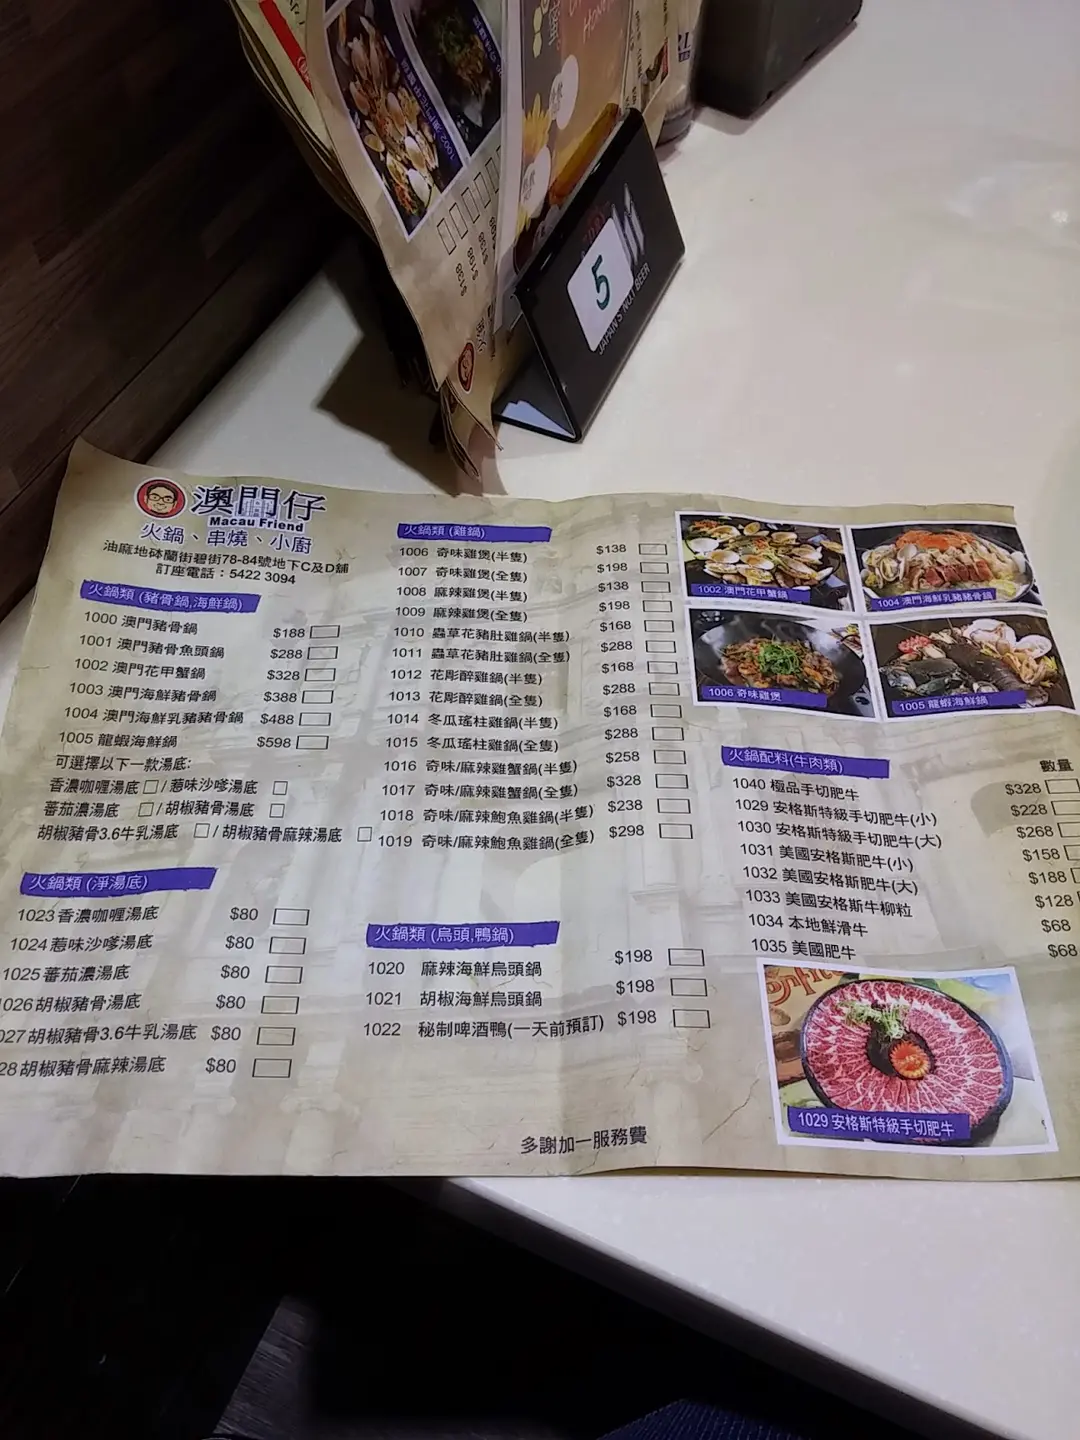 5
JAPAN'S NO.1 BEER
$138
$198
$138
澳門仔
Macau Friend
火鍋、串燒、小廚
油麻地砵蘭街碧街78-84號地下C及D舖
訂座電話：5422 3094
火鍋類 (豬骨鍋,海鮮鍋)
1000 澳門豬骨鍋 $188
1001 澳門豬骨魚頭鍋 $288
1002 澳門花甲蟹鍋 $328
1003 澳門海鮮豬骨鍋 $388
1004 澳門海鮮乳豬豬骨鍋 $488
1005 龍蝦海鮮鍋 $598
可選擇以下一款湯底:
香濃咖喱湯底 / 惹味沙嗲湯底
蕃茄濃湯底 / 胡椒豬骨湯底
胡椒豬骨3.6牛乳湯底 / 胡椒豬骨麻辣湯底
火鍋類 (淨湯底)
1023 香濃咖喱湯底 $80
1024 惹味沙嗲湯底 $80
1025 蕃茄濃湯底 $80
026 胡椒豬骨湯底 $80
027 胡椒豬骨3.6牛乳湯底 $80
28 胡椒豬骨麻辣湯底 $80
火鍋類 (雞鍋)
1006 奇味雞煲(半隻) $138
1007 奇味雞煲(全隻) $198
1008 麻辣雞煲(半隻) $138
1009 麻辣雞煲(全隻) $198
1010 蟲草花豬肚雞鍋(半隻) $168
1011 蟲草花豬肚雞鍋(全隻) $288
1012 花彫醉雞鍋(半隻) $168
1013 花彫醉雞鍋(全隻) $288
1014 冬瓜瑤柱雞鍋(半隻) $168
1015 冬瓜瑤柱雞鍋(全隻) $288
1016 奇味/麻辣雞蟹鍋(半隻) $258
1017 奇味/麻辣雞蟹鍋(全隻) $328
1018 奇味/麻辣鮑魚雞鍋(半隻) $238
1019 奇味/麻辣鮑魚雞鍋(全隻) $298
火鍋類 (烏頭,鴨鍋)
1020 麻辣海鮮烏頭鍋 $198
1021 胡椒海鮮烏頭鍋 $198
1022 秘制啤酒鴨(一天前預訂) $198
1002 澳門花甲蟹鍋
1004 澳門海鮮乳豬豬骨鍋
1006 奇味雞煲
1005 龍蝦海鮮鍋
火鍋配料(牛肉類) 數量
1040 極品手切肥牛 $328
1029 安格斯特級手切肥牛(小) $228
1030 安格斯特級手切肥牛(大) $268
1031 美國安格斯肥牛(小) $158
1032 美國安格斯肥牛(大) $188
1033 美國安格斯牛柳粒 $128
1034 本地鮮滑牛 $68
1035 美國肥牛 $68
1029 安格斯特級手切肥牛
多謝加一服務費